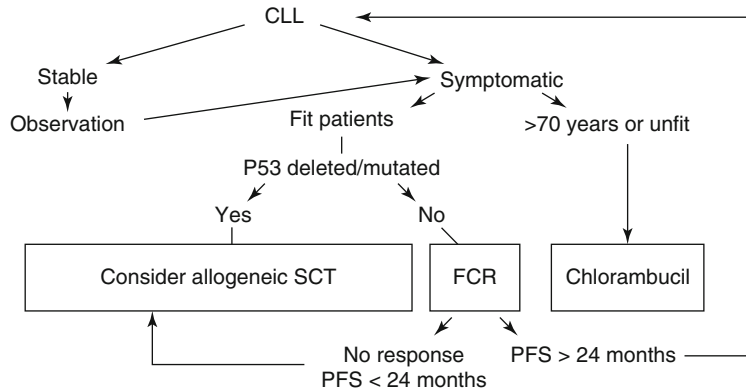 CLL
Stable
Symptomatic
Observation
Fit patients
>70 years or unfit
P53 deleted/mutated
Yes
No
Consider allogeneic SCT
FCR
Chlorambucil
No response
PFS < 24 months
PFS > 24 months